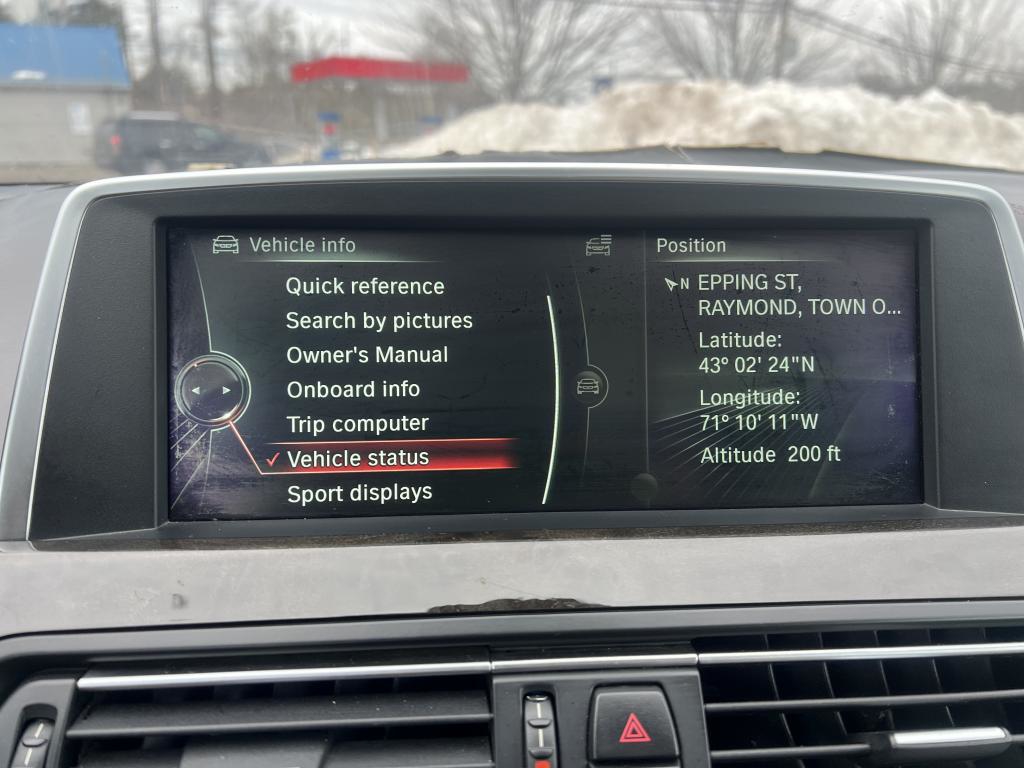 Vehicle info
Quick reference
Search by pictures
Owner's Manual
Onboard info
Trip computer
Vehicle status
Sport displays
Position
N EPPING ST,
RAYMOND, TOWN O...
Latitude:
43° 02' 24"N
Longitude:
71° 10' 11"W
Altitude 200 ft